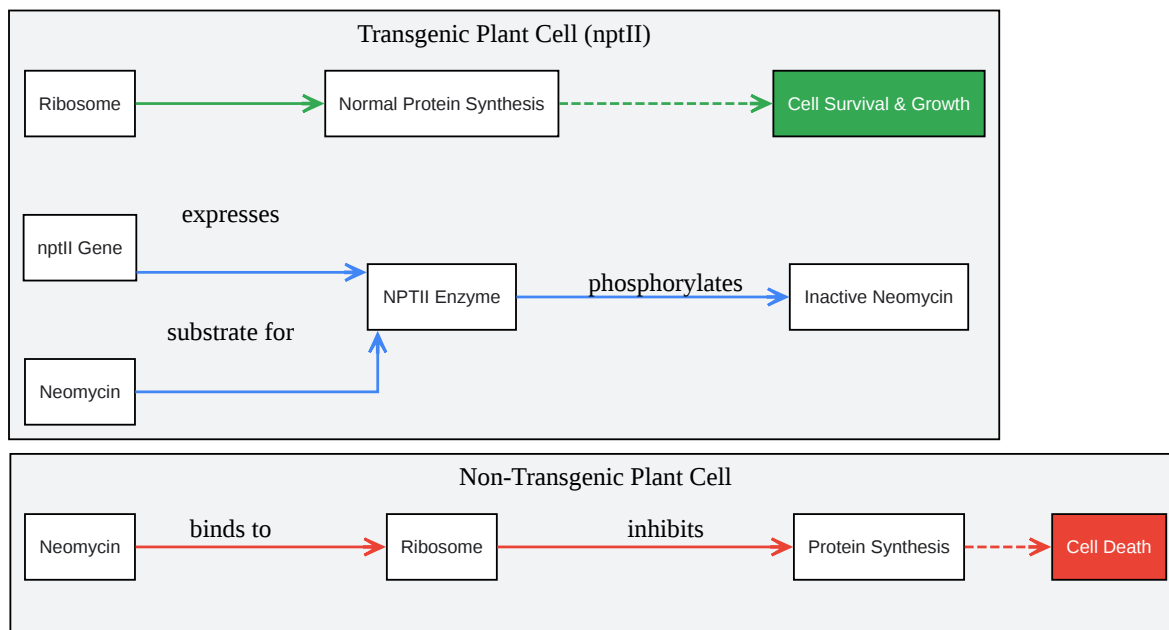 Transgenic Plant Cell (nptII)
Ribosome
Normal Protein Synthesis
Cell Survival & Growth
expresses
nptII Gene
NPTII Enzyme
phosphorylates
Inactive Neomycin
substrate for
Neomycin
Non-Transgenic Plant Cell
Neomycin
binds to
Ribosome
inhibits
Protein Synthesis
Cell Death